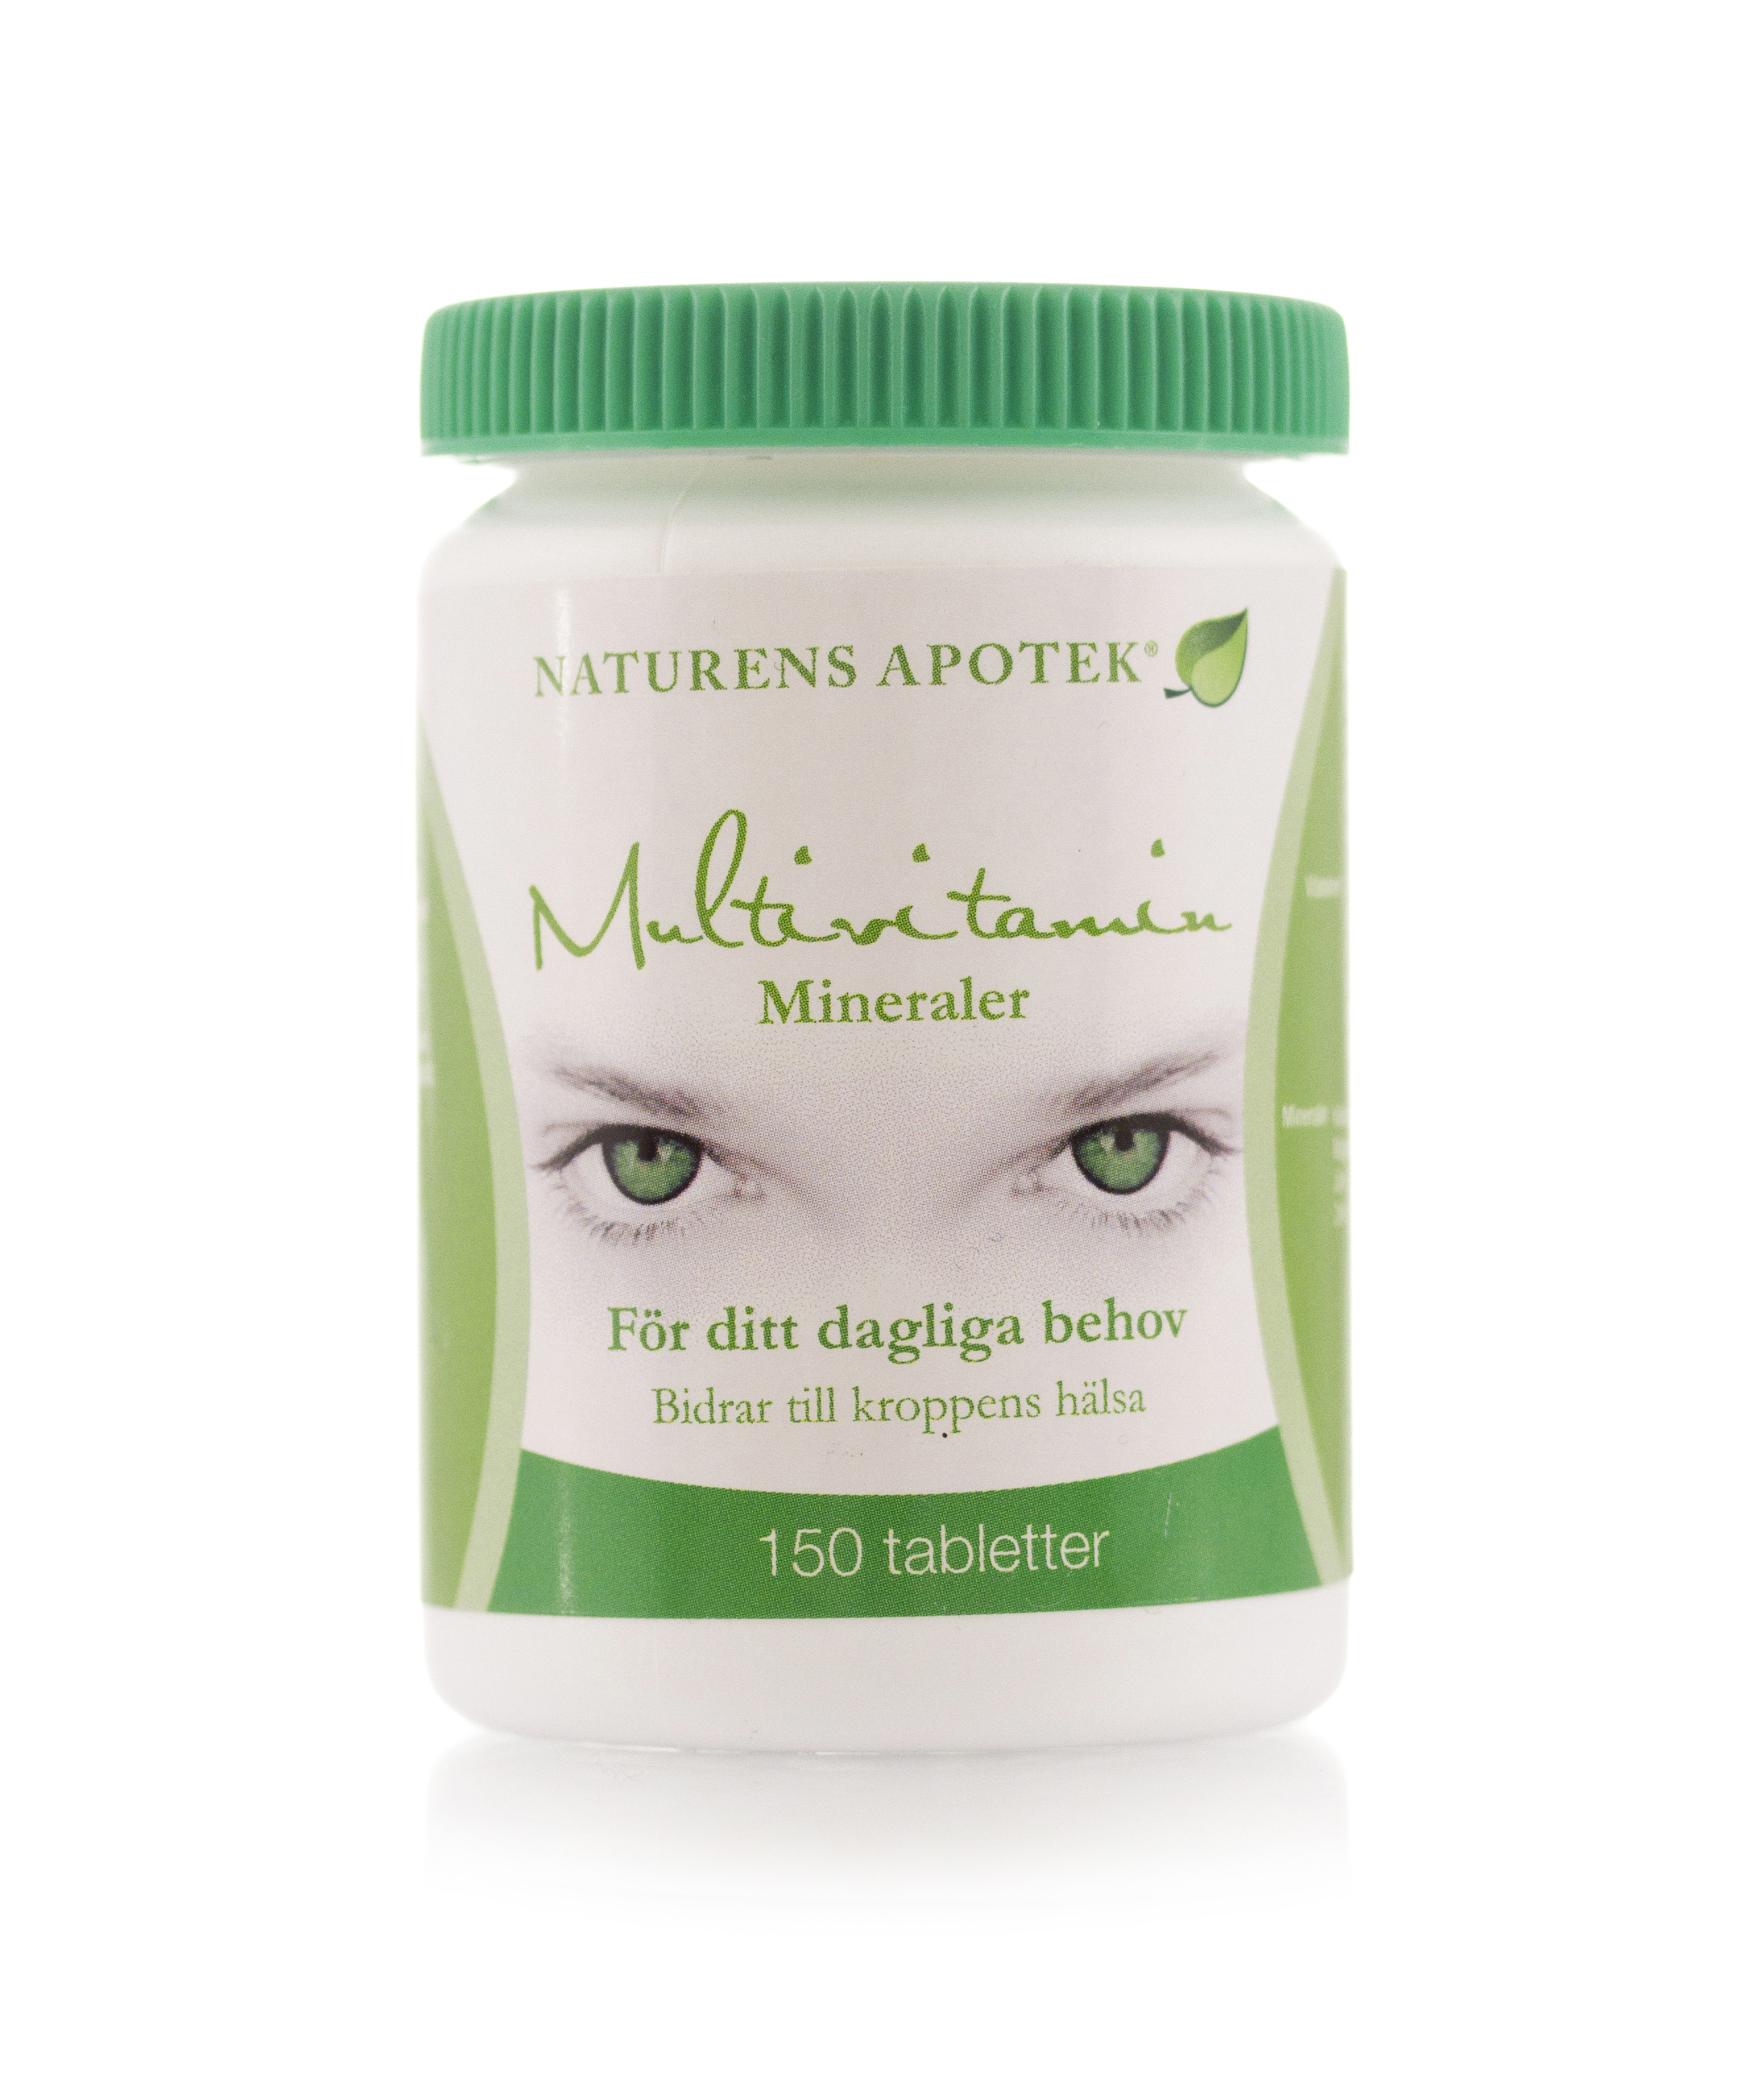 NATURENS APOTEK®
Multivitamin
Mineraler
För ditt dagliga behov
Bidrar till kroppens hälsa
150 tabletter